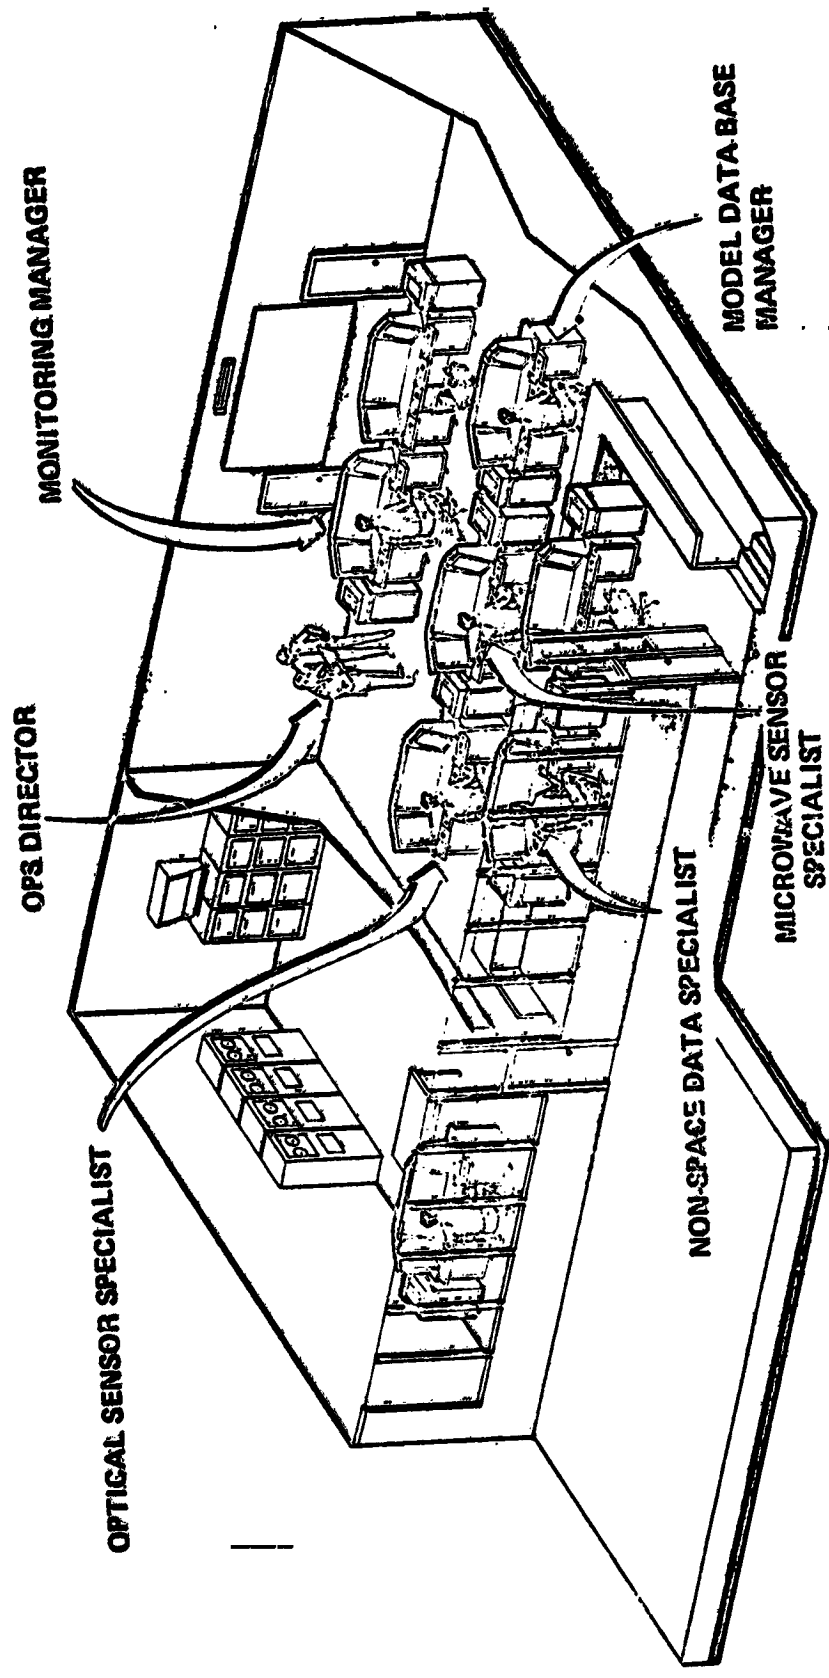 OPTICAL SENSOR SPECIALIST
OPS DIRECTOR
MONITORING MANAGER
NON-SPACE DATA SPECIALIST
MICROWAVE SENSOR
SPECIALIST
MODEL DATA BASE
MANAGER